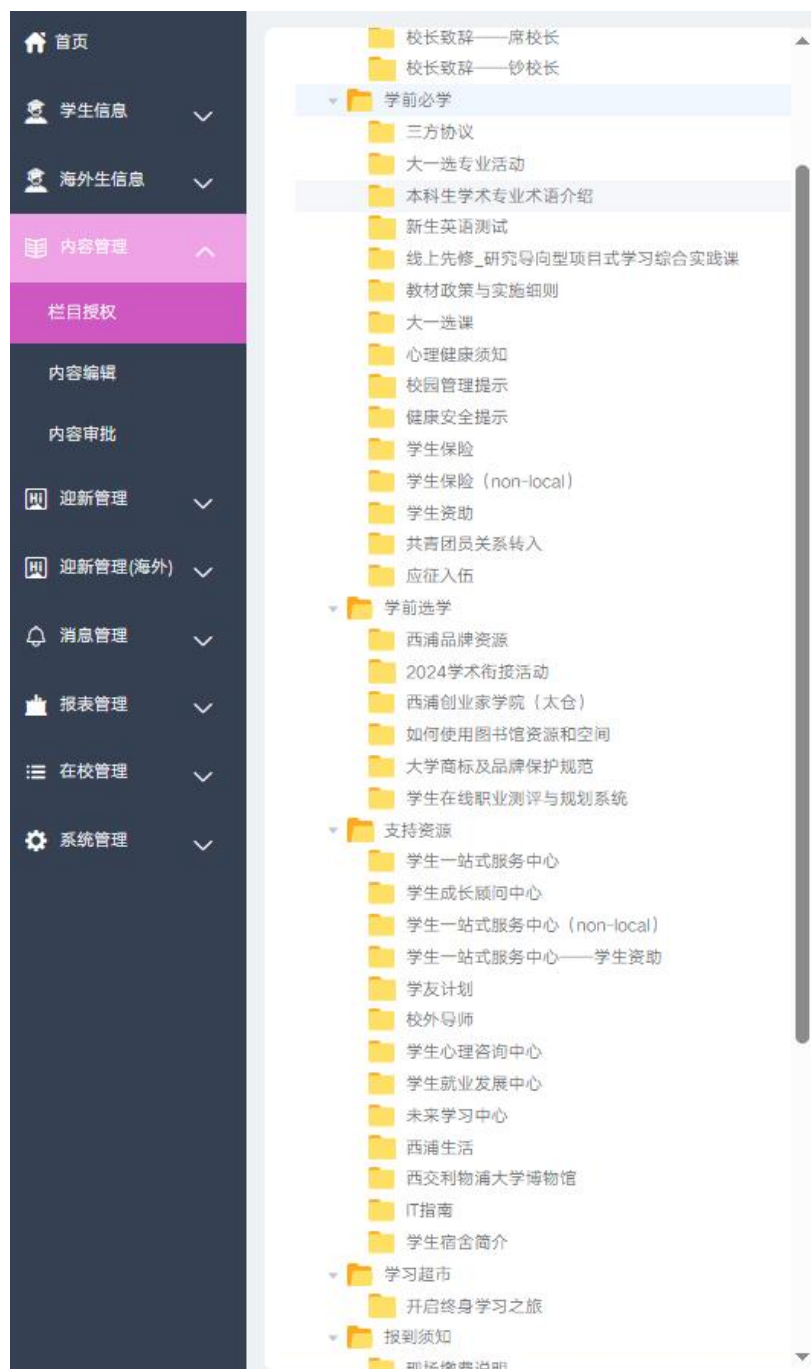 首页
学生信息
海外生信息
内容管理
栏目授权
内容编辑
内容审批
迎新管理
迎新管理(海外)
消息管理
报表管理
在校管理
系统管理
校长致辞——席校长
校长致辞——钞校长
学前必学
三方协议
大一选专业活动
本科生学术专业术语介绍
新生英语测试
线上先修_研究导向型项目式学习综合实践课
教材政策与实施细则
大一选课
心理健康须知
校园管理提示
健康安全提示
学生保险
学生保险（non-local）
学生资助
共青团员关系转入
应征入伍
学前选学
西浦品牌资源
2024学术衔接活动
西浦创业家学院（太仓）
如何使用图书馆资源和空间
大学商标及品牌保护规范
学生在线职业测评与规划系统
支持资源
学生一站式服务中心
学生成长顾问中心
学生一站式服务中心（non-local）
学生一站式服务中心——学生资助
学友计划
校外导师
学生心理咨询中心
学生就业发展中心
未来学习中心
西浦生活
西交利物浦大学博物馆
IT指南
学生宿舍简介
学习超市
开启终身学习之旅
报到须知
现场缴费说明